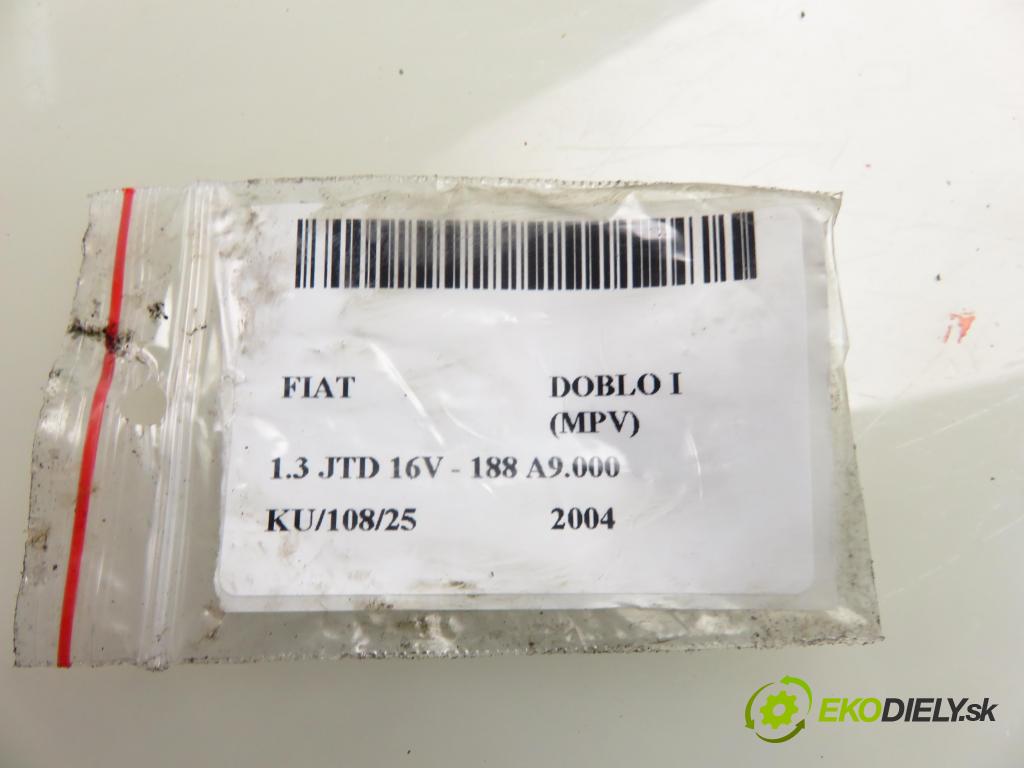 FIAT DOBLO I
(MPV)
1.3 JTD 16V - 188 A9.000
KU/108/25 2004
EKODIELY.sk